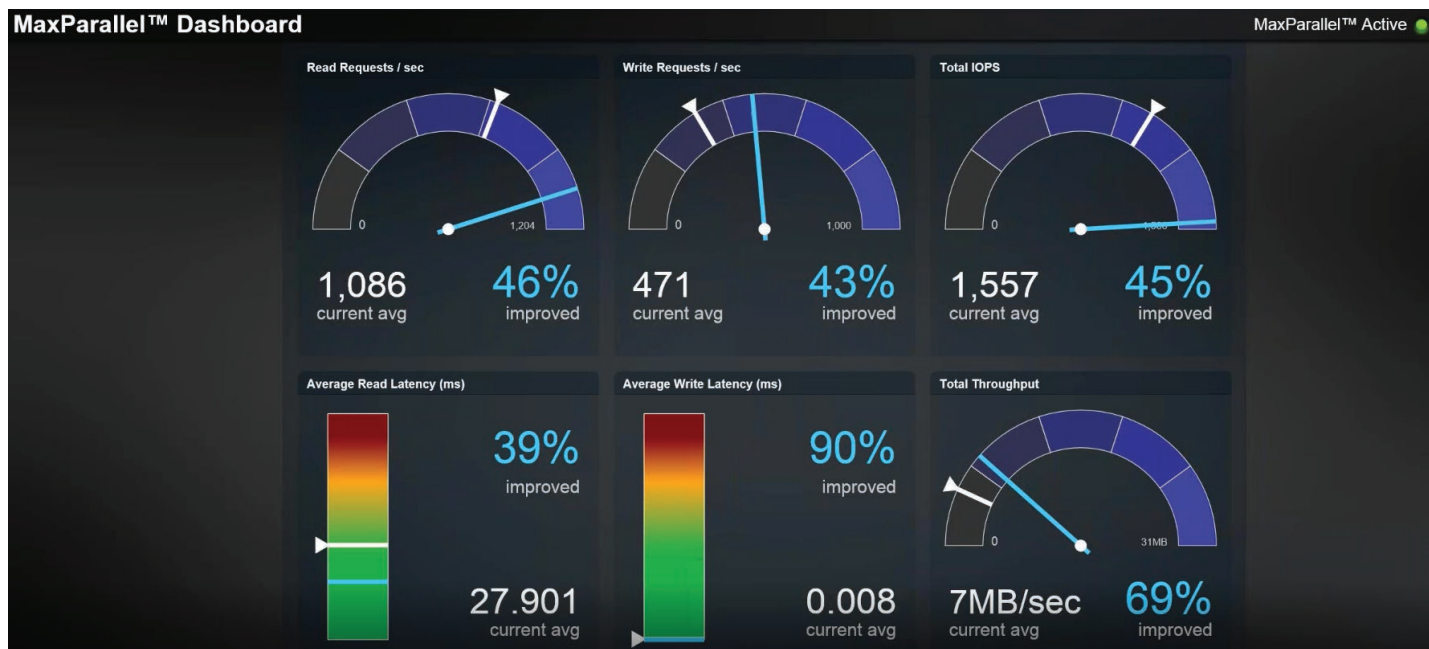 MaxParallel™ Dashboard
MaxParallel™ Active
Read Requests / sec
0
1,204
1,086
current avg
46%
improved
Write Requests / sec
0
1,000
471
current avg
43%
improved
Total IOPS
0
1,557
current avg
45%
improved
Average Read Latency (ms)
39%
improved
27.901
current avg
Average Write Latency (ms)
90%
improved
0.008
current avg
Total Throughput
0
31MB
7MB/sec
current avg
69%
improved